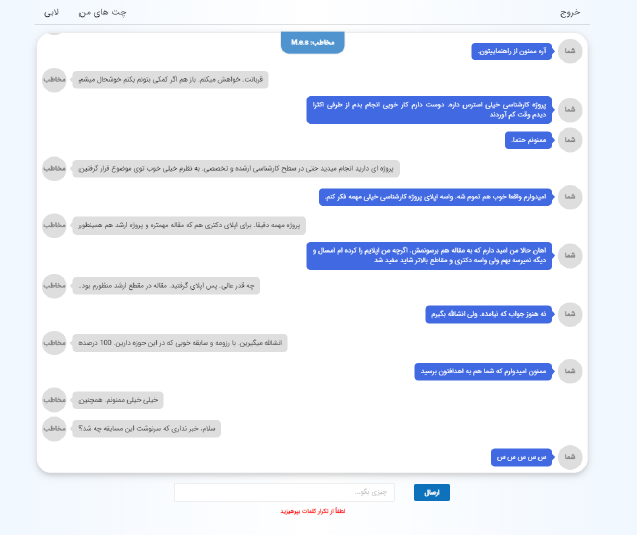 خروج
چت های من
لابی
مخاطب: M.e.s
شما
آره ممنون از راهنماییتون.
مخاطب
قربانت. خواهش میکنم. باز هم اگر کمکی بتونم بکنم خوشحال میشم.
شما
پروژه کارشناسی خیلی استرس داره. دوست دارم کار خوبی انجام بدم از طرفی اکثرا
دیدم وقت کم آوردند
شما
ممنونم حتما.
مخاطب
پروژه ای دارید انجام میدید حتی در سطح کارشناسی ارشده و تخصصی. به نظرم خیلی خوب توی موضوع قرار گرفتین.
شما
امیدوارم واقعا خوب هم تموم شه. واسه اپلای پروژه کارشناسی خیلی مهمه فکر کنم.
مخاطب
پروژه مهمه دقیقا. برای اپلای دکتری هم که مقاله مهمتره و پروژه ارشد هم همینطور
شما
اهان حالا من امید دارم که به مقاله هم برسونمش. اگرچه من اپلایم را کرده ام امسال و
دیگه نمیرسه بهم ولی واسه دکتری و مقاطع بالاتر شاید مفید شد
مخاطب
چه قدر عالی. پس اپلای گرفتید. مقاله در مقطع ارشد منظورم بود.
شما
نه هنوز جواب که نیامده. ولی انشالله بگیرم
مخاطب
انشالله میگیرین. با رزومه و سابقه خوبی که در این حوزه دارین. 100 درصده
شما
ممنون امیدوارم که شما هم به اهدافتون برسید
مخاطب
خیلی خیلی ممنونم. همچنین
مخاطب
سلام، خبر نداری که سرنوشت این مسابقه چه شد؟
شما
س س س س س
چیزی بگو...
ارسال
لطفاً از تکرار کلمات بپرهیزید